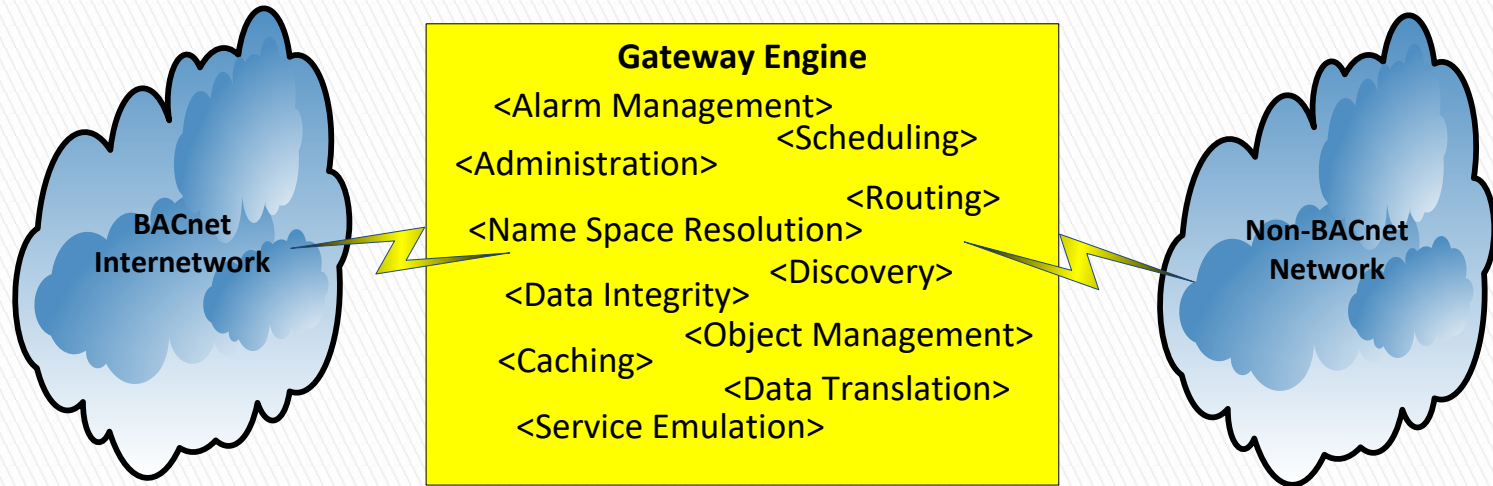 Gateway Engine
<Alarm Management>
<Scheduling>
<Administration>
<Routing>
<Name Space Resolution>
<Discovery>
<Data Integrity>
<Object Management>
<Caching>
<Data Translation>
<Service Emulation>
BACnet
Internetwork
Non-BACnet
Network